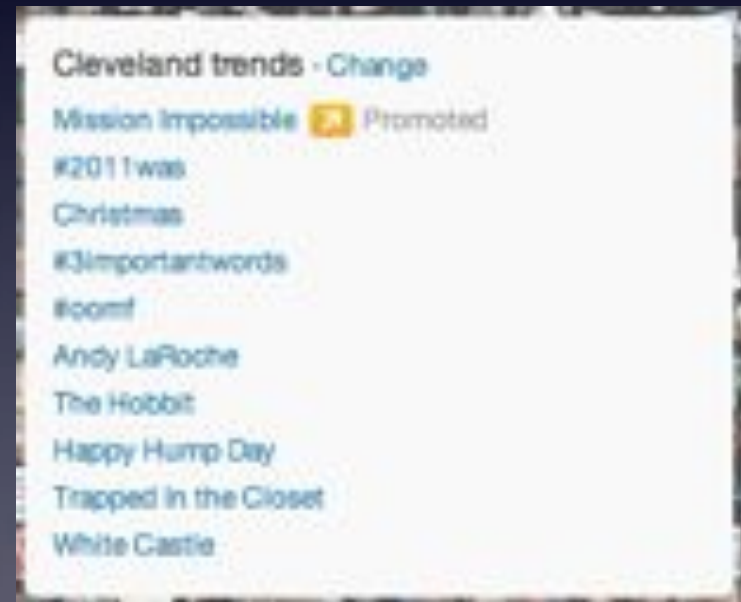 Cleveland trends · Change
Mission Impossible Promoted
#2011was
Christmas
#3importantwords
#oomf
Andy LaRoche
The Hobbit
Happy Hump Day
Trapped In the Closet
White Castle